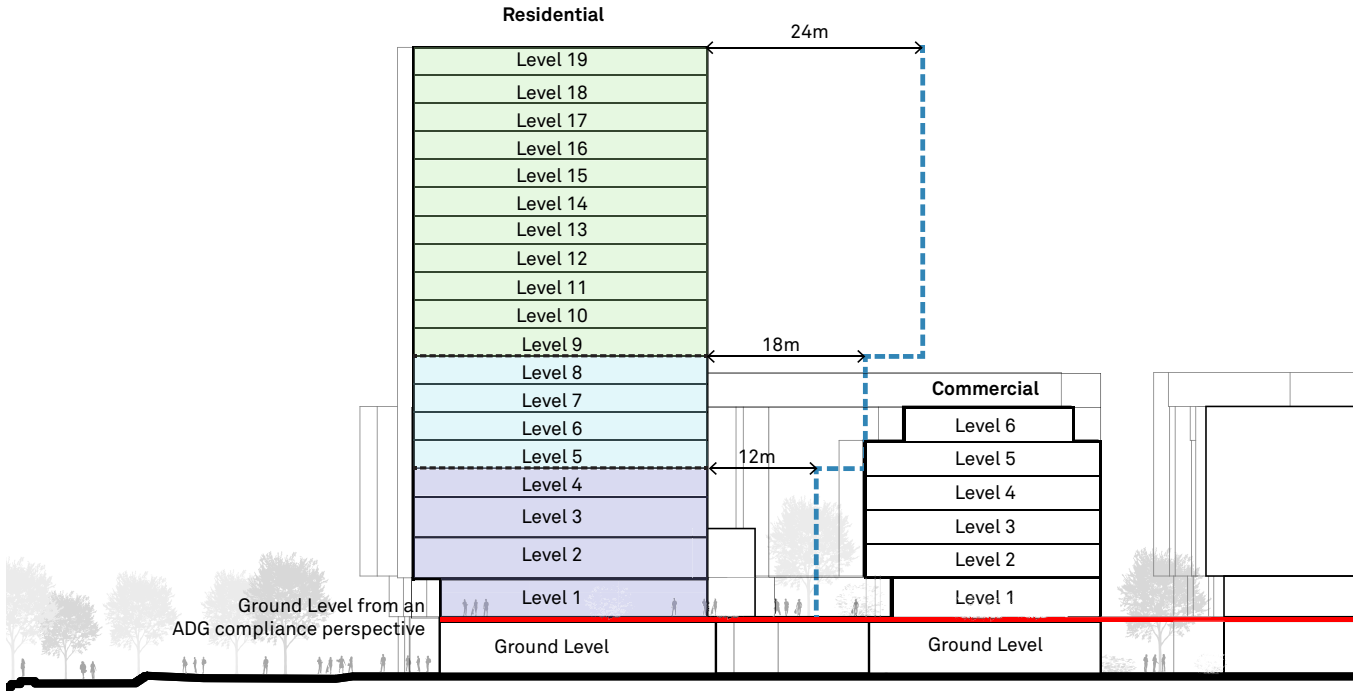 Residential
24m
Level 19
Level 18
Level 17
Level 16
Level 15
Level 14
Level 13
Level 12
Level 11
Level 10
Level 9
18m
Level 8
Level 7
Level 6
Level 5
12m
Level 4
Level 3
Level 2
Level 1
Ground Level
Commercial
Level 6
Level 5
Level 4
Level 3
Level 2
Level 1
Ground Level
Ground Level from an
ADG compliance perspective